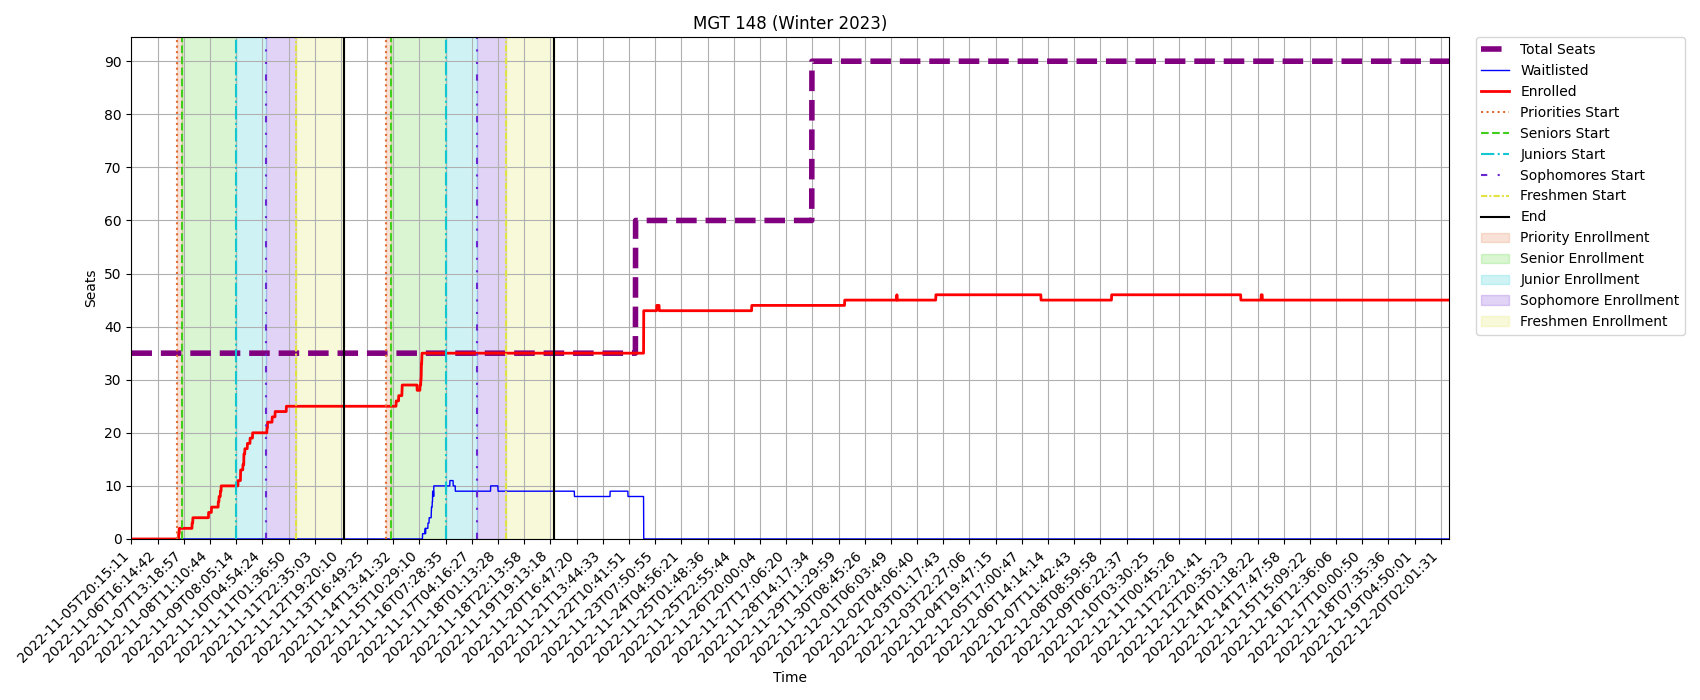 MGT 148 (Winter 2023)
Seats
90
80
70
60
50
40
30
20
10
0
2022-11-05T20:15:11
2022-11-06T16:14:42
2022-11-07T13:18:57
2022-11-08T11:10:44
2022-11-09T08:05:14
2022-11-10T04:54:24
2022-11-11T01:36:50
2022-11-11T22:35:03
2022-11-12T19:20:10
2022-11-13T16:49:25
2022-11-14T13:41:32
2022-11-15T10:29:10
2022-11-16T07:28:35
2022-11-17T04:16:27
2022-11-18T01:13:28
2022-11-18T22:13:58
2022-11-19T19:13:18
2022-11-20T16:47:20
2022-11-21T13:44:33
2022-11-22T10:41:51
2022-11-23T07:50:55
2022-11-24T04:56:21
2022-11-25T01:48:36
2022-11-25T22:55:44
2022-11-26T20:00:04
2022-11-27T17:06:20
2022-11-28T14:17:34
2022-11-29T11:29:59
2022-11-30T08:45:26
2022-12-01T06:03:49
2022-12-02T04:06:40
2022-12-03T01:17:43
2022-12-03T22:27:06
2022-12-04T19:47:15
2022-12-05T17:00:47
2022-12-06T14:14:14
2022-12-07T11:42:43
2022-12-08T08:59:58
2022-12-09T06:22:37
2022-12-10T03:30:25
2022-12-11T00:45:26
2022-12-11T22:21:41
2022-12-12T20:35:23
2022-12-14T01:18:22
2022-12-14T17:47:58
2022-12-15T15:09:22
2022-12-16T12:36:06
2022-12-17T10:00:50
2022-12-18T07:35:36
2022-12-19T04:50:01
2022-12-20T02:01:31
Time
Total Seats
Waitlisted
Enrolled
Priorities Start
Seniors Start
Juniors Start
Sophomores Start
Freshmen Start
End
Priority Enrollment
Senior Enrollment
Junior Enrollment
Sophomore Enrollment
Freshmen Enrollment